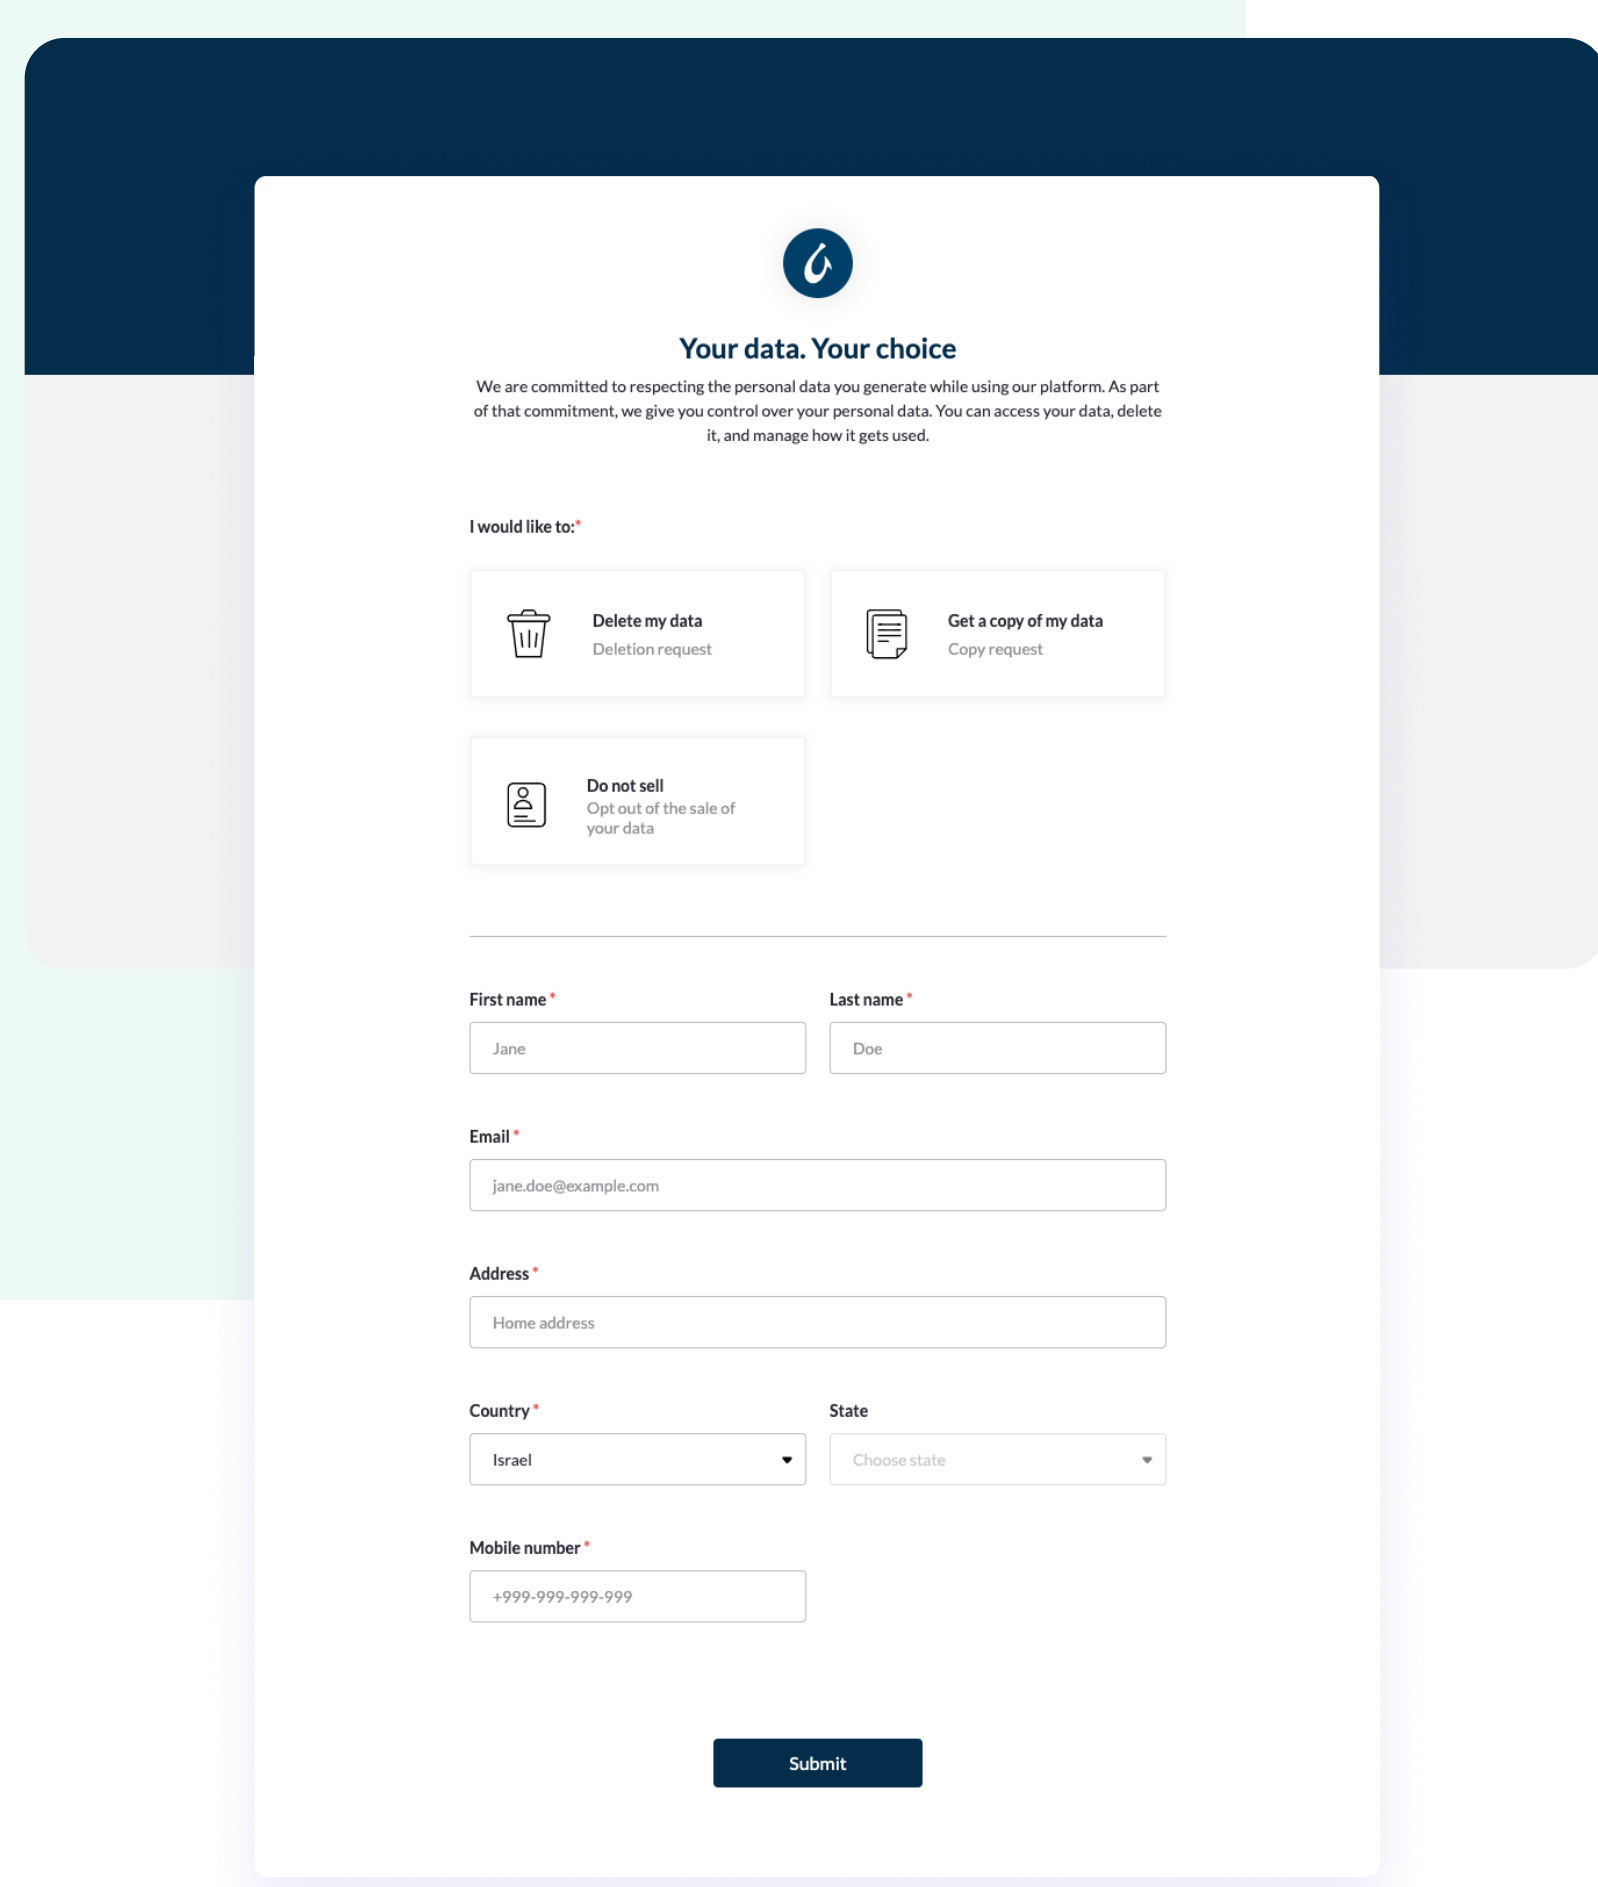 Your data. Your choice
We are committed to respecting the personal data you generate while using our platform. As part
of that commitment, we give you control over your personal data. You can access your data, delete
it, and manage how it gets used.
I would like to:*
Delete my data
Deletion request
Get a copy of my data
Copy request
Do not sell
Opt out of the sale of
your data
First name *
Last name *
Jane
Doe
Email *
jane.doe@example.com
Address *
Home address
Country *
State
Israel
Choose state
Mobile number *
+999-999-999-999
Submit